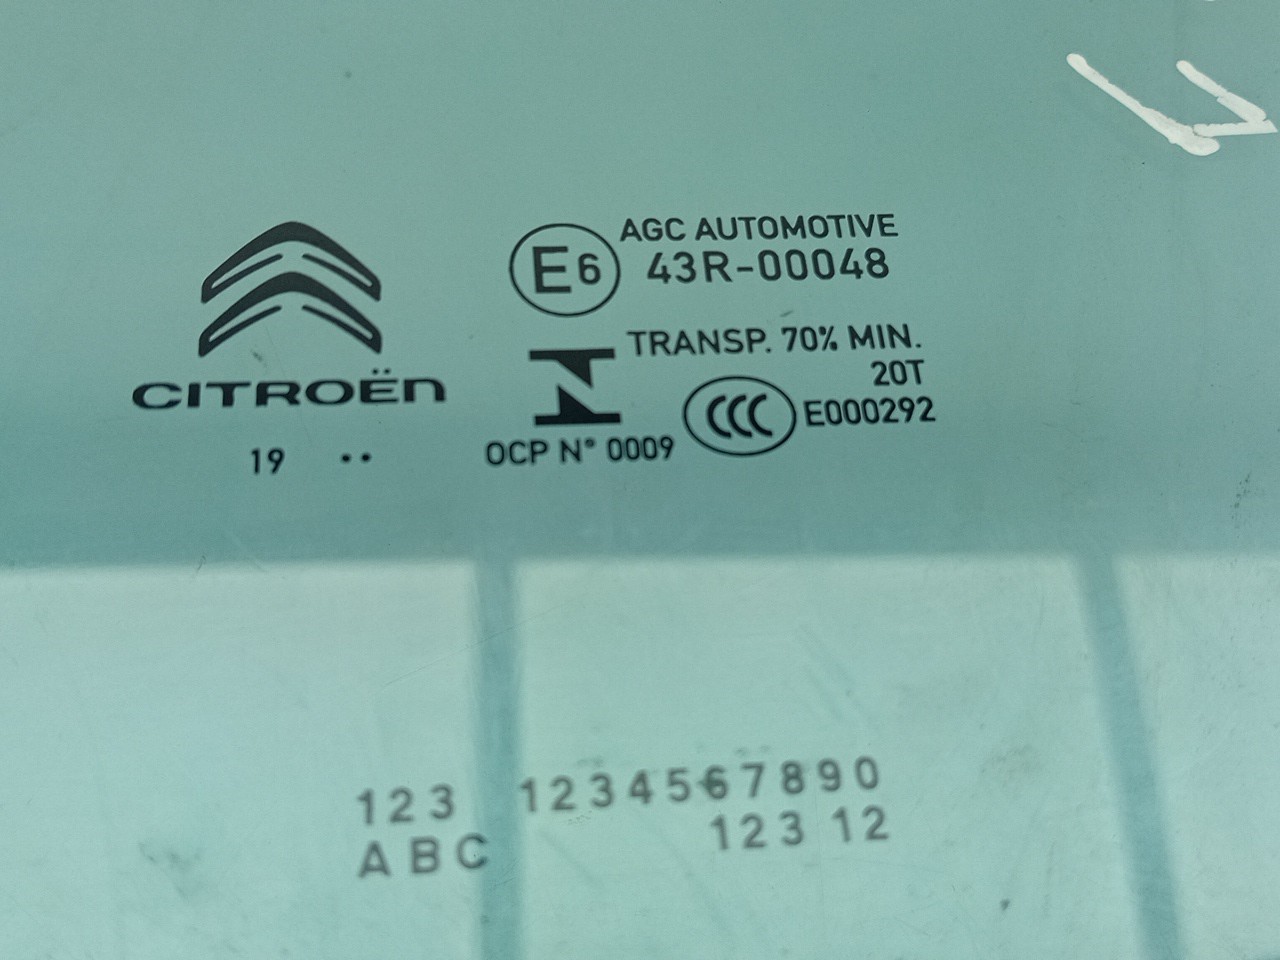 AGC AUTOMOTIVE
E6 43R-00048
TRANSP. 70% MIN.
20T
CCC E000292
OCP N° 0009
CITROËN
19 ..
123 1234567890
ABC 123 12